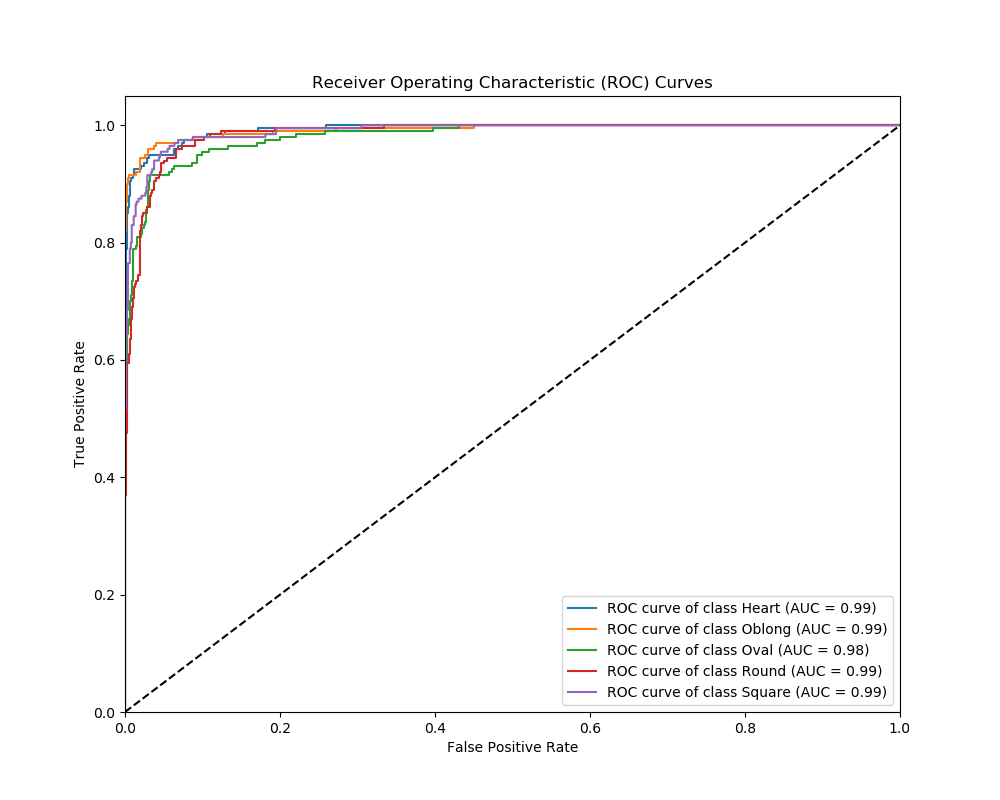 Receiver Operating Characteristic (ROC) Curves
True Positive Rate
1.0
0.8
0.6
0.4
0.2
0.0
ROC curve of class Heart (AUC = 0.99)
ROC curve of class Oblong (AUC = 0.99)
ROC curve of class Oval (AUC = 0.98)
ROC curve of class Round (AUC = 0.99)
ROC curve of class Square (AUC = 0.99)
0.0 0.2 0.4 0.6 0.8 1.0
False Positive Rate